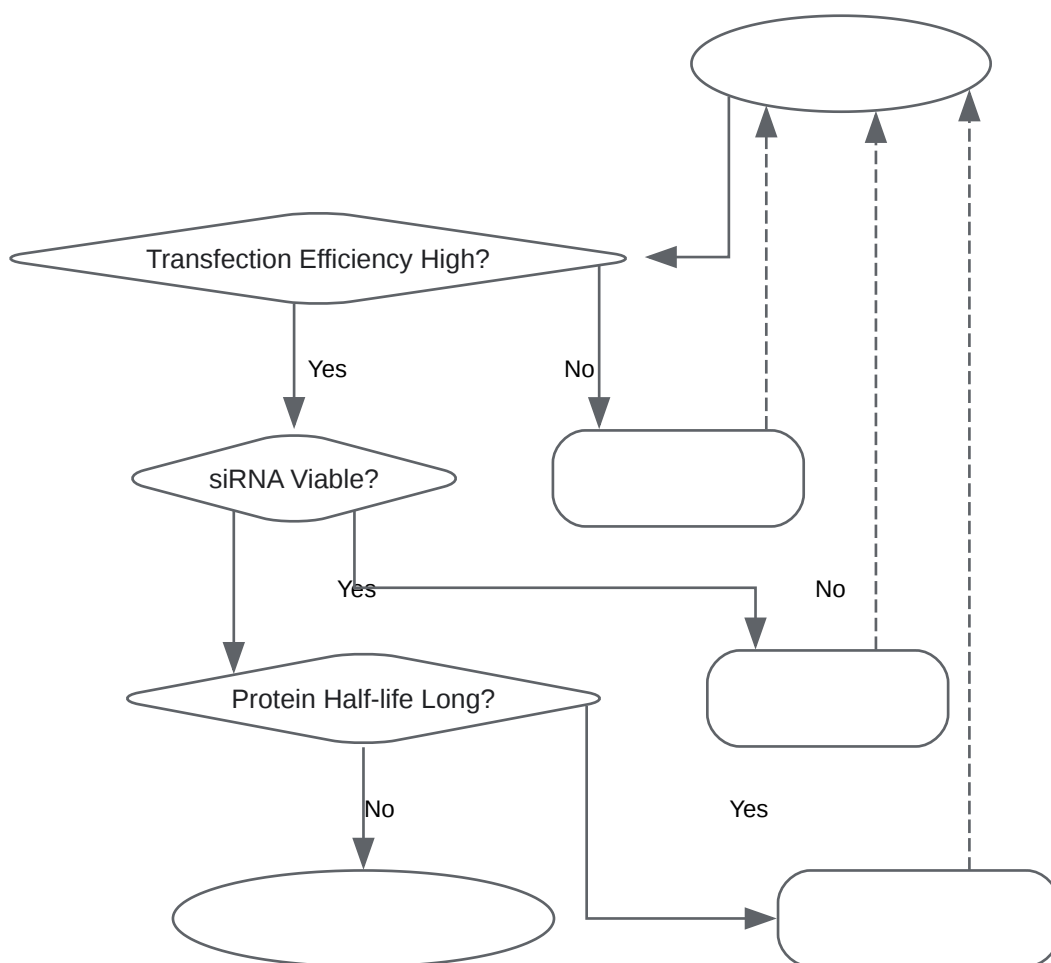 Transfection Efficiency High?
Yes
No
siRNA Viable?
Yes
No
Protein Half-life Long?
No
Yes